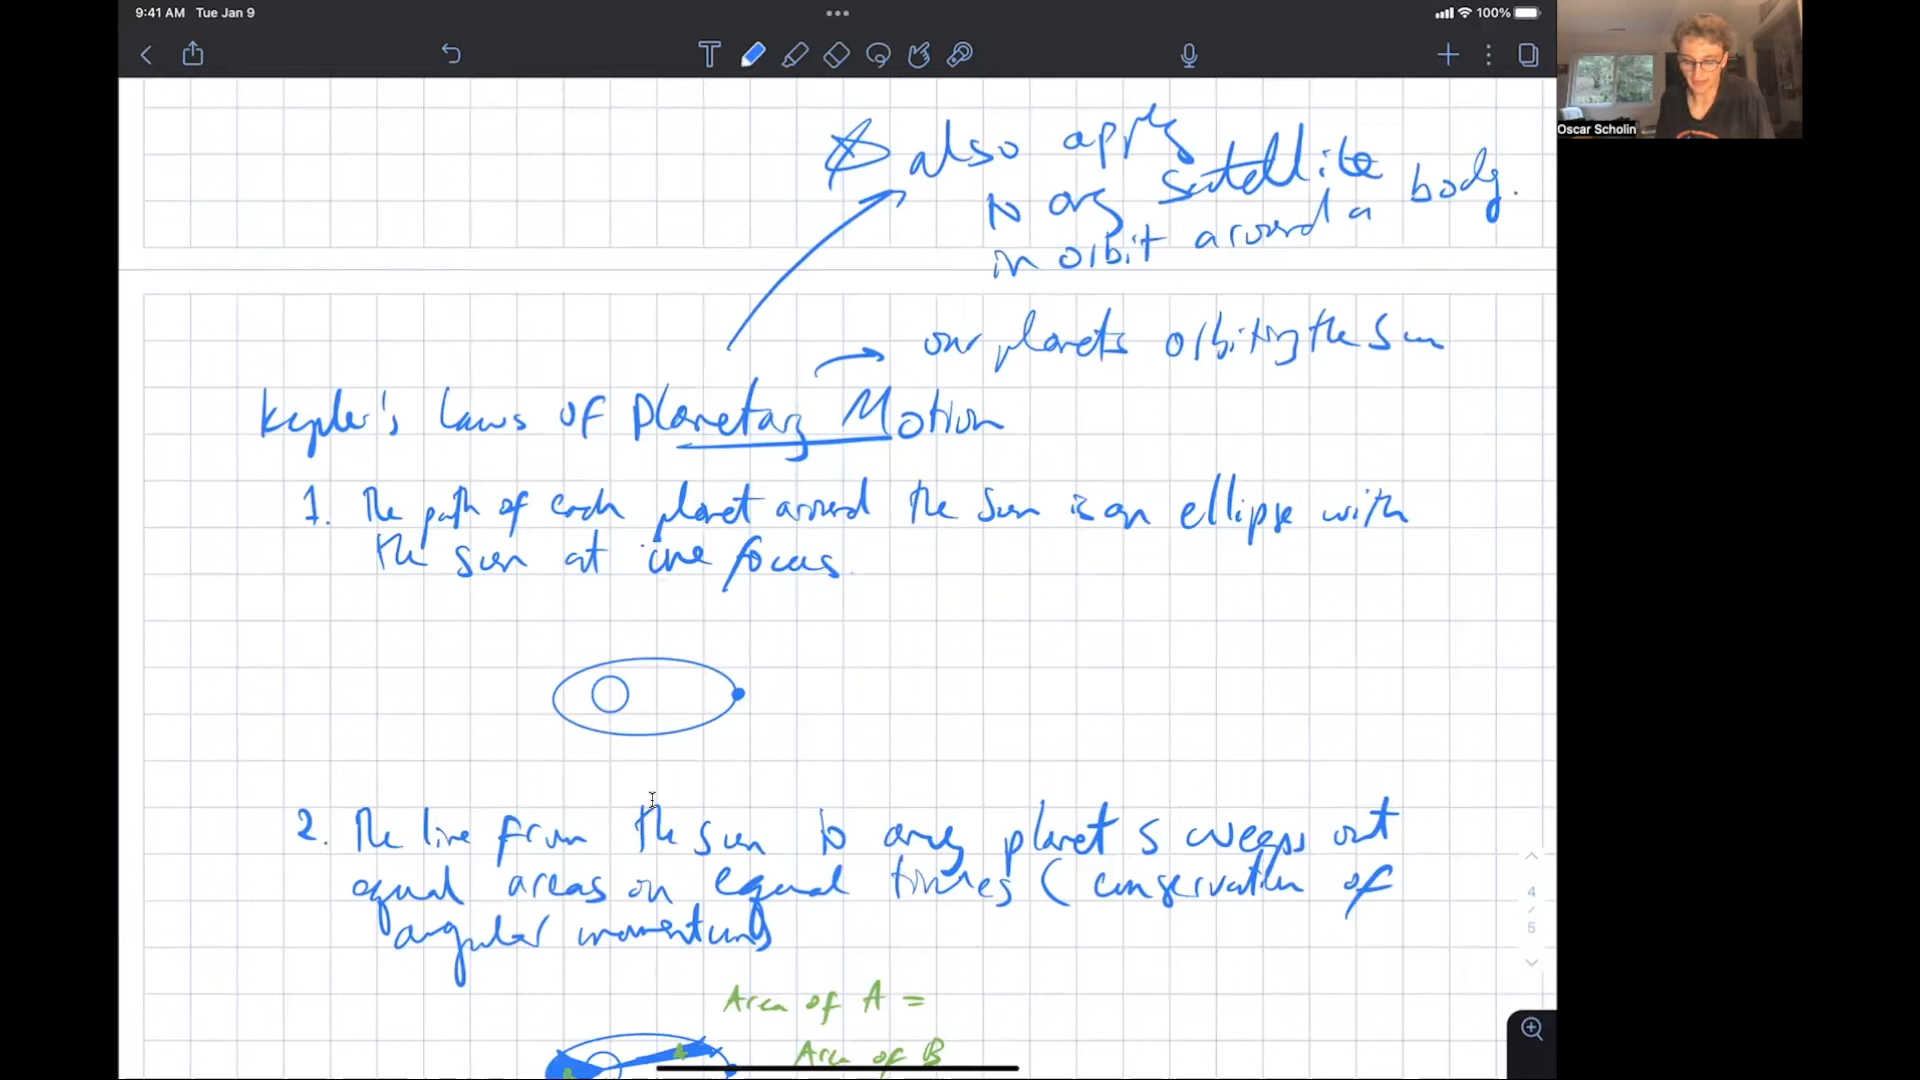 9:41 AM Tue Jan 9
100%
Oscar Scholin
also apply
to any satellite body.
in orbit around a
our planets orbiting the Sun
Kepler's Laws of Planetary Motion
1. The path of each planet around the Sun is an ellipse with
the sun at one focus.
2. The line from the sun to any planet sweeps out
equal areas in equal times (conservation of
angular momentum)
4
/
5
Area of A =
Area of B
A